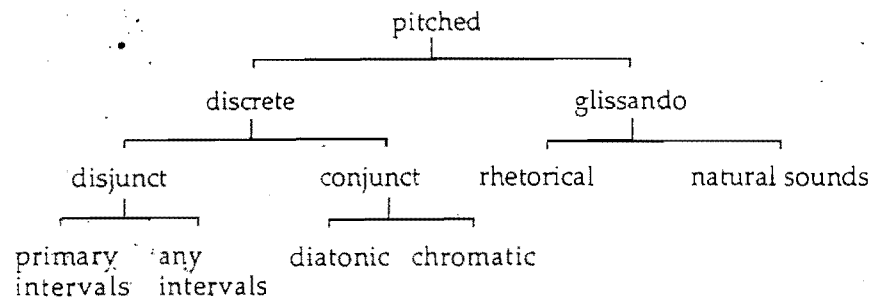 pitched
discrete glissando
disjunct conjunct rhetorical natural sounds
primary any diatonic chromatic
intervals intervals